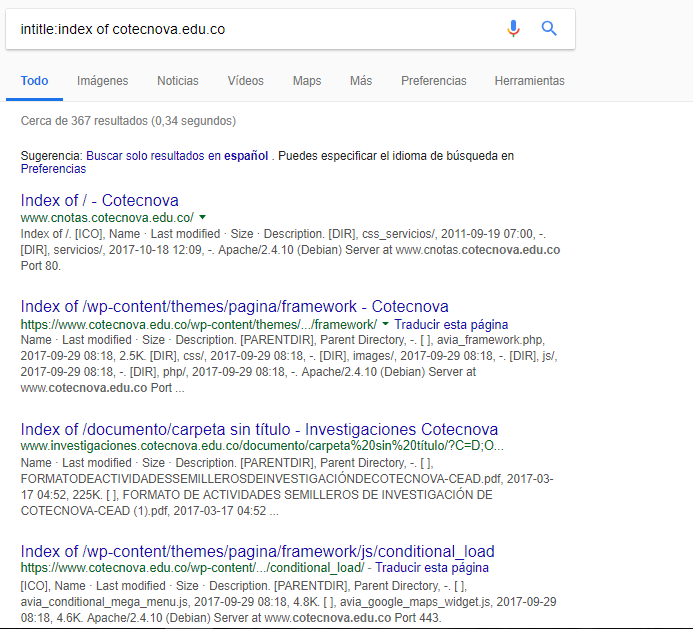 intitle:index of cotecnova.edu.co
Todo Imágenes Noticias Vídeos Maps Más Preferencias Herramientas
Cerca de 367 resultados (0,34 segundos)
Sugerencia: Buscar solo resultados en español . Puedes especificar el idioma de búsqueda en
Preferencias
Index of / - Cotecnova
www.cnotas.cotecnova.edu.co/
Index of /. [ICO], Name · Last modified · Size · Description. [DIR], css_servicios/, 2011-09-19 07:00, -.
[DIR], servicios/, 2017-10-18 12:09, -. Apache/2.4.10 (Debian) Server at www.cnotas.cotecnova.edu.co
Port 80.
Index of /wp-content/themes/pagina/framework - Cotecnova
https://www.cotecnova.edu.co/wp-content/themes/.../framework/ Traducir esta página
Name · Last modified · Size · Description. [PARENTDIR], Parent Directory, -. [ ], avia_framework.php,
2017-09-29 08:18, 2.5K. [DIR], css/, 2017-09-29 08:18, -. [DIR], images/, 2017-09-29 08:18, -. [DIR], js/,
2017-09-29 08:18, -. [DIR], php/, 2017-09-29 08:18, -. Apache/2.4.10 (Debian) Server at
www.cotecnova.edu.co Port ...
Index of /documento/carpeta sin título - Investigaciones Cotecnova
www.investigaciones.cotecnova.edu.co/documento/carpeta%20sin%20título/?C=D;O...
Name · Last modified · Size · Description. [PARENTDIR], Parent Directory, -. [ ],
FORMATODEACTIVIDADESSEMILLEROSDEINVESTIGACIÓNDECOTECNOVA-CEAD.pdf, 2017-03-
17 04:52, 225K. [ ], FORMATO DE ACTIVIDADES SEMILLEROS DE INVESTIGACIÓN DE
COTECNOVA-CEAD (1).pdf, 2017-03-17 04:52 ...
Index of /wp-content/themes/pagina/framework/js/conditional_load
https://www.cotecnova.edu.co/wp-content/.../conditional_load/ - Traducir esta página
[ICO], Name · Last modified · Size · Description. [PARENTDIR], Parent Directory, -. [ ],
avia_conditional_mega_menu.js, 2017-09-29 08:18, 4.8K. [ ], avia_google_maps_widget.js, 2017-09-29
08:18, 4.6K. Apache/2.4.10 (Debian) Server at www.cotecnova.edu.co Port 443.